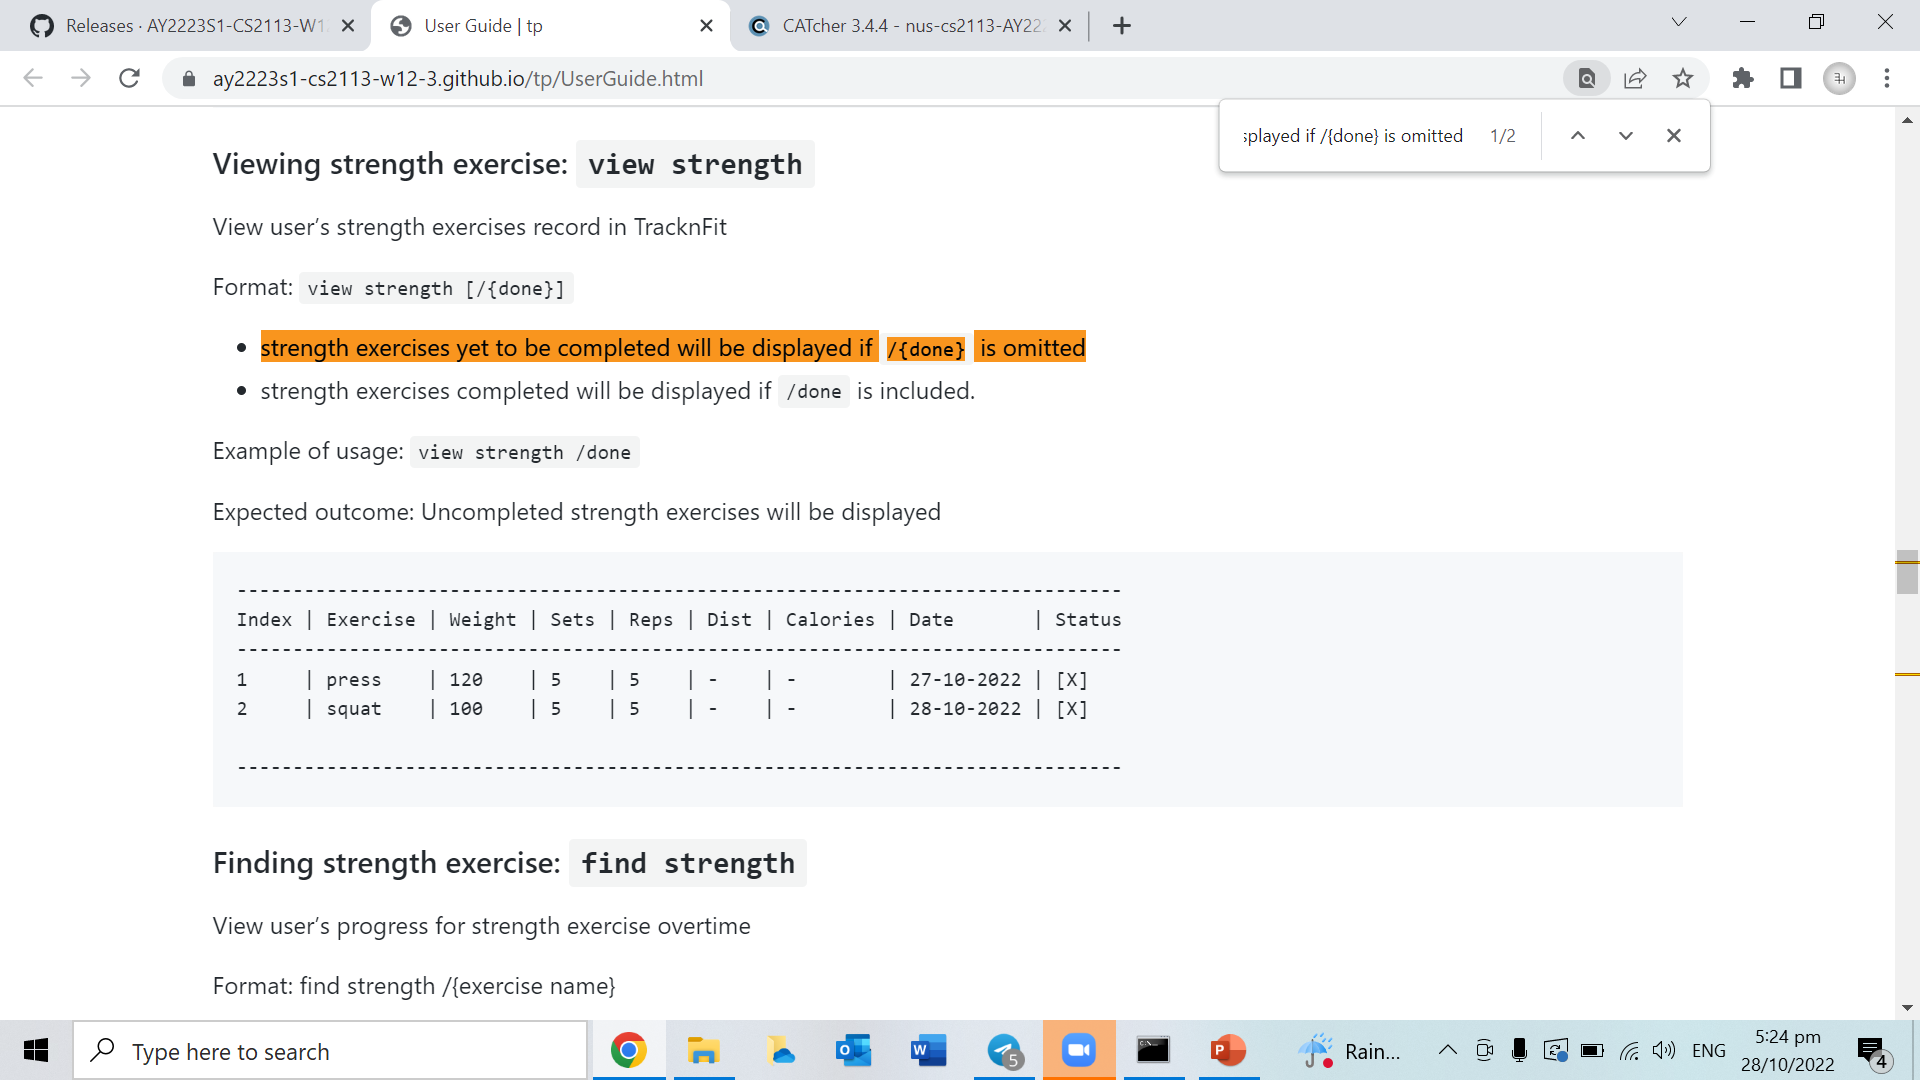 Releases · AY2223S1-CS2113-W1
User Guide | tp
CATcher 3.4.4 - nus-cs2113-AY22
ay2223s1-cs2113-w12-3.github.io/tp/UserGuide.html
splayed if /{done} is omitted 1/2
Viewing strength exercise: view strength
View user’s strength exercises record in TracknFit
Format: view strength [/{done}]
• strength exercises yet to be completed will be displayed if /{done} is omitted
• strength exercises completed will be displayed if /done is included.
Example of usage: view strength /done
Expected outcome: Uncompleted strength exercises will be displayed
-------------------------------------------------------------------------------
Index | Exercise | Weight | Sets | Reps | Dist | Calories | Date       | Status
-------------------------------------------------------------------------------
1     | press    | 120    | 5    | 5    | -    | -        | 27-10-2022 | [X]
2     | squat    | 100    | 5    | 5    | -    | -        | 28-10-2022 | [X]
-------------------------------------------------------------------------------
Finding strength exercise: find strength
View user’s progress for strength exercise overtime
Format: find strength /{exercise name}
Type here to search
5
Rain...
ENG
5:24 pm
28/10/2022
4